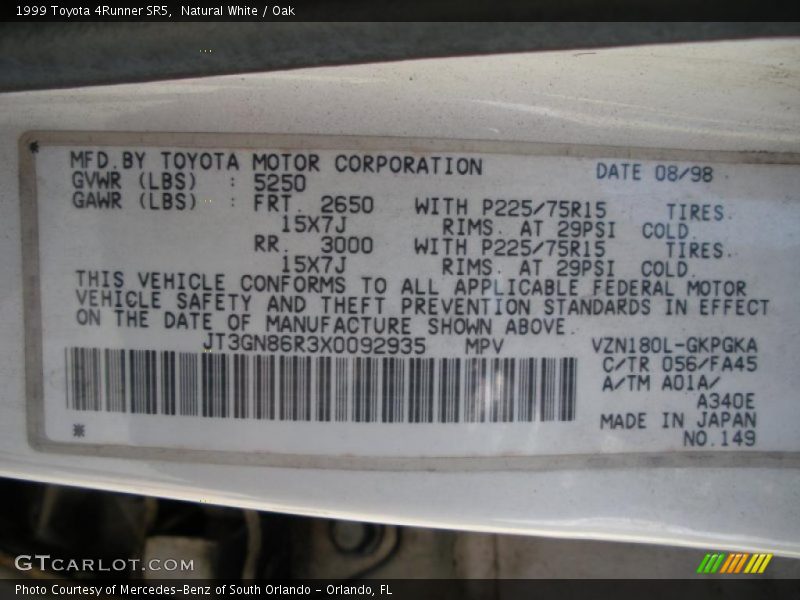 1999 Toyota 4Runner SR5,  Natural White / Oak
MFD.BY TOYOTA MOTOR CORPORATION DATE 08/98
GVWR (LBS) : 5250
GAWR (LBS) : FRT. 2650 WITH P225/75R15 TIRES.
15X7J RIMS. AT 29PSI COLD.
RR. 3000 WITH P225/75R15 TIRES.
15X7J RIMS. AT 29PSI COLD.
THIS VEHICLE CONFORMS TO ALL APPLICABLE FEDERAL MOTOR
VEHICLE SAFETY AND THEFT PREVENTION STANDARDS IN EFFECT
ON THE DATE OF MANUFACTURE SHOWN ABOVE.
JT3GN86R3X0092935 MPV VZN180L-GKPGKA
C/TR 056/FA45
A/TM A01A/
A340E
MADE IN JAPAN
NO.149
GTcarlot.com
Photo Courtesy of Mercedes-Benz of South Orlando - Orlando, FL